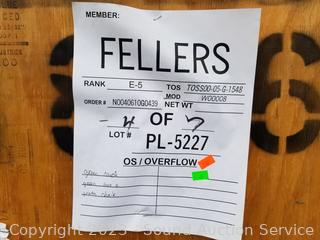 MEMBER:
FELLERS
RANK E-5 TOS TOSS00-05-G-1548
ORDER # N0040610G0439 MOD W00008
NET WT
4 OF 7
LOT # PL-5227
OS / OVERFLOW
Copyright 2023 - Sound Auction Service